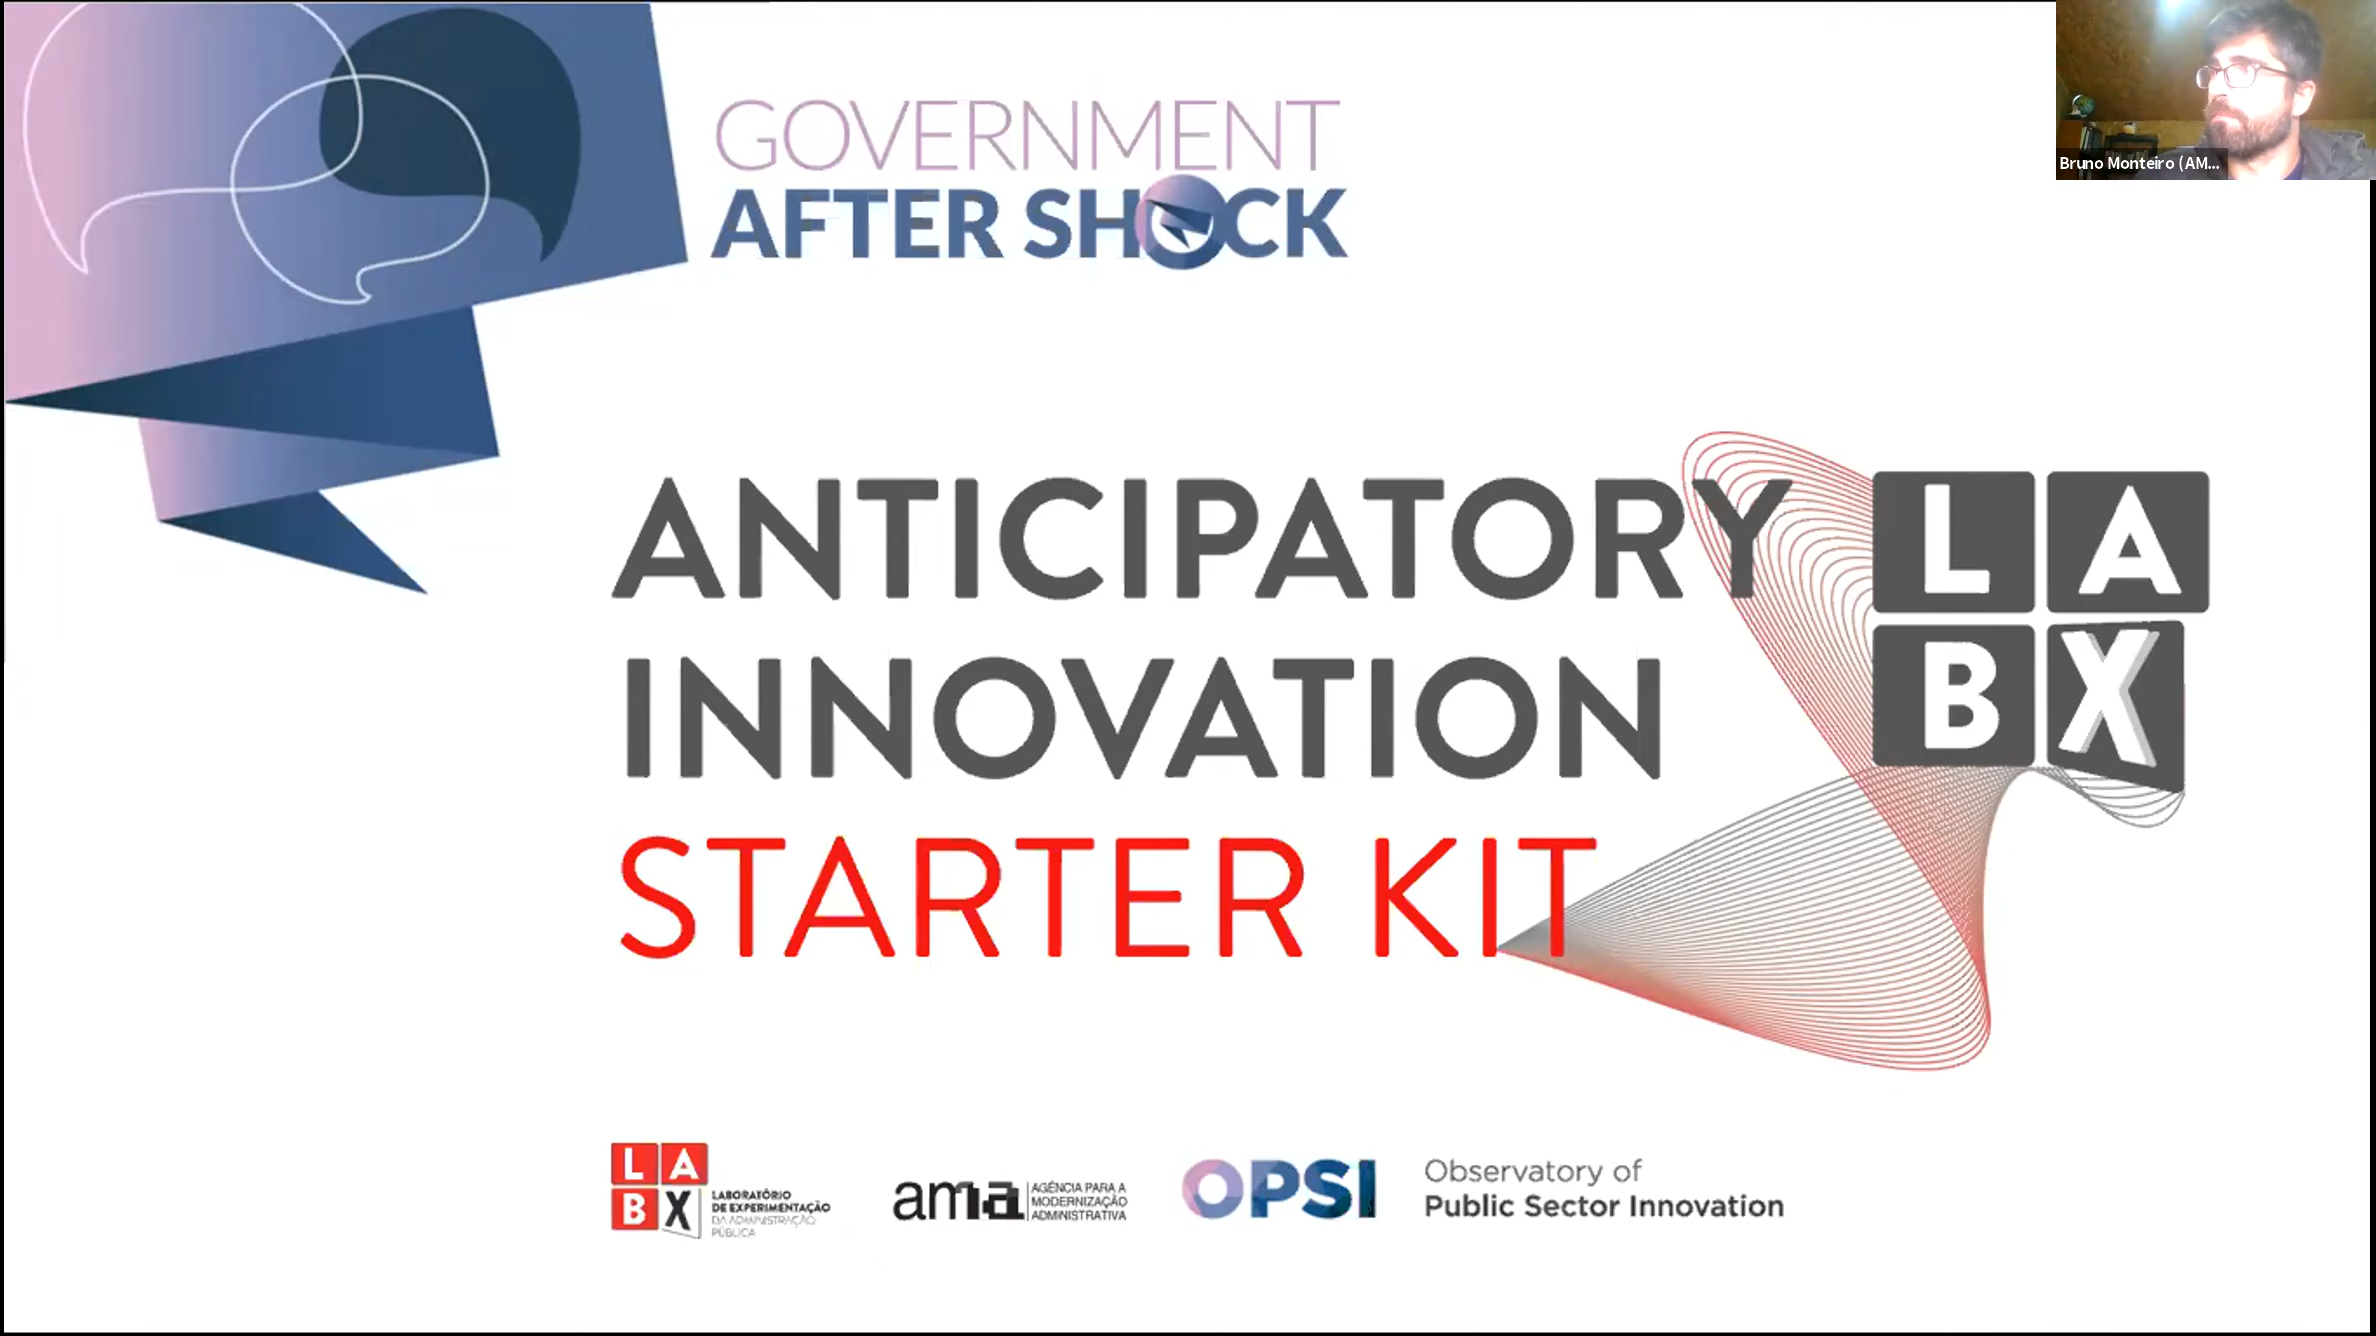 GOVERNMENT
AFTER SHOCK
Bruno Monteiro (AM...
ANTICIPATORY
INNOVATION
STARTER KIT
L A
B X
L A
B X
LABORATÓRIO
DE EXPERIMENTAÇÃO
DA ADMINISTRAÇÃO
PÚBLICA
ama
AGÊNCIA PARA A
MODERNIZAÇÃO
ADMINISTRATIVA
OPSI
Observatory of
Public Sector Innovation